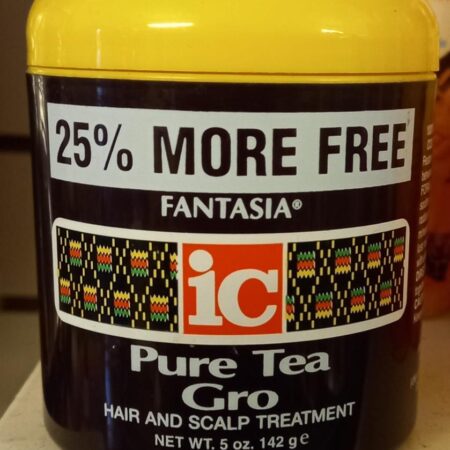 25% MORE FREE
FANTASIA®
ic
Pure Tea
Gro
HAIR AND SCALP TREATMENT
NET WT. 5 oz. 142 g e